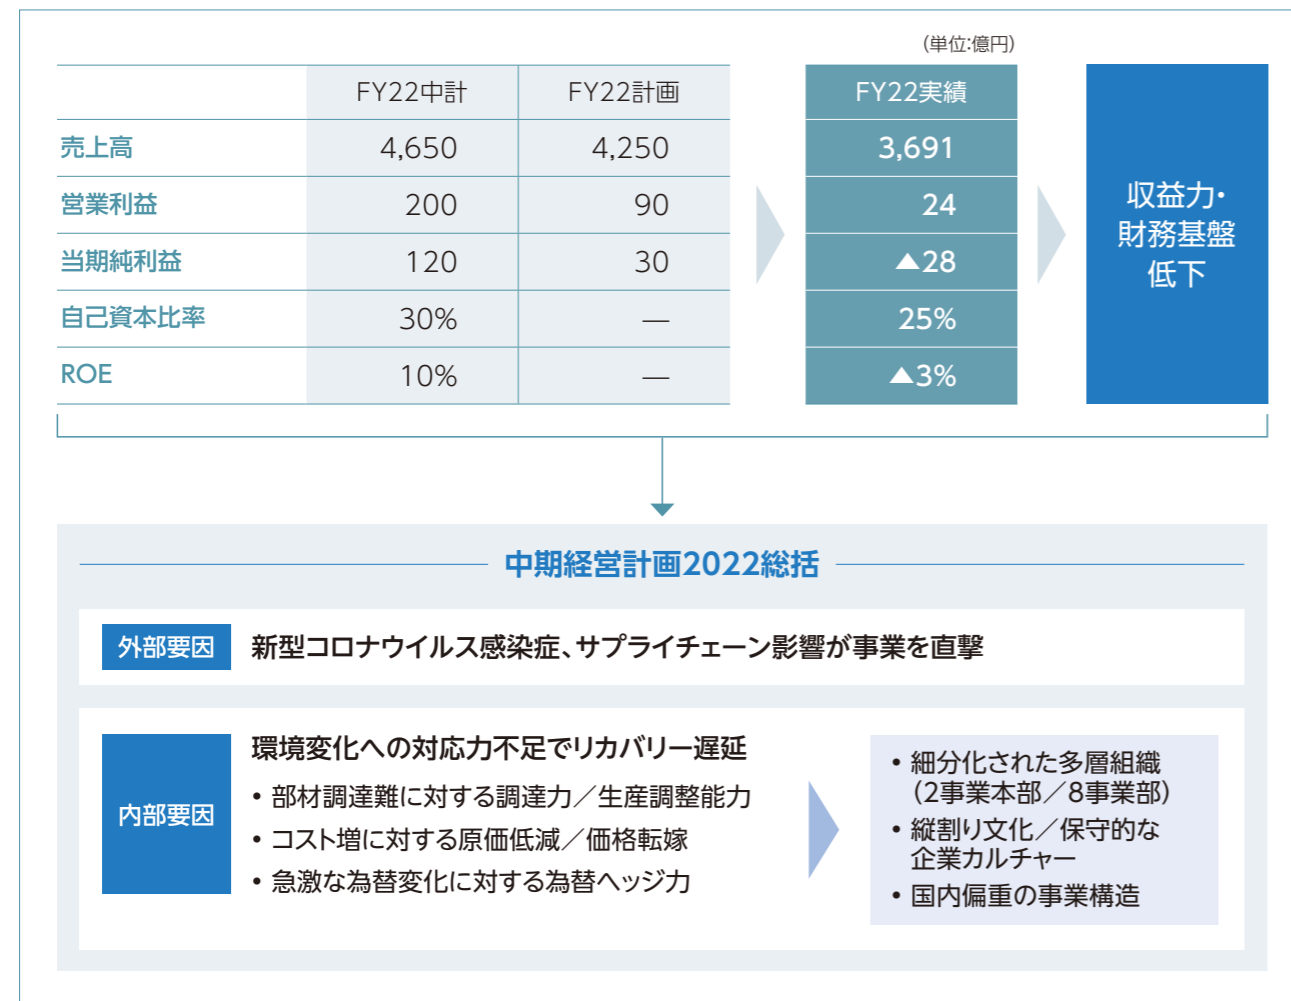 (単位:億円)
FY22中計 FY22計画 FY22実績
売上高 4,650 4,250 3,691
営業利益 200 90 24
当期純利益 120 30 ▲28
自己資本比率 30% — 25%
ROE 10% — ▲3%
収益力・
財務基盤
低下
中期経営計画2022総括
外部要因 新型コロナウイルス感染症、サプライチェーン影響が事業を直撃
内部要因
環境変化への対応力不足でリカバリー遅延
• 部材調達難に対する調達力／生産調整能力
• コスト増に対する原価低減／価格転嫁
• 急激な為替変化に対する為替ヘッジ力
• 細分化された多層組織
（2事業本部／8事業部）
• 縦割り文化／保守的な
企業カルチャー
• 国内偏重の事業構造